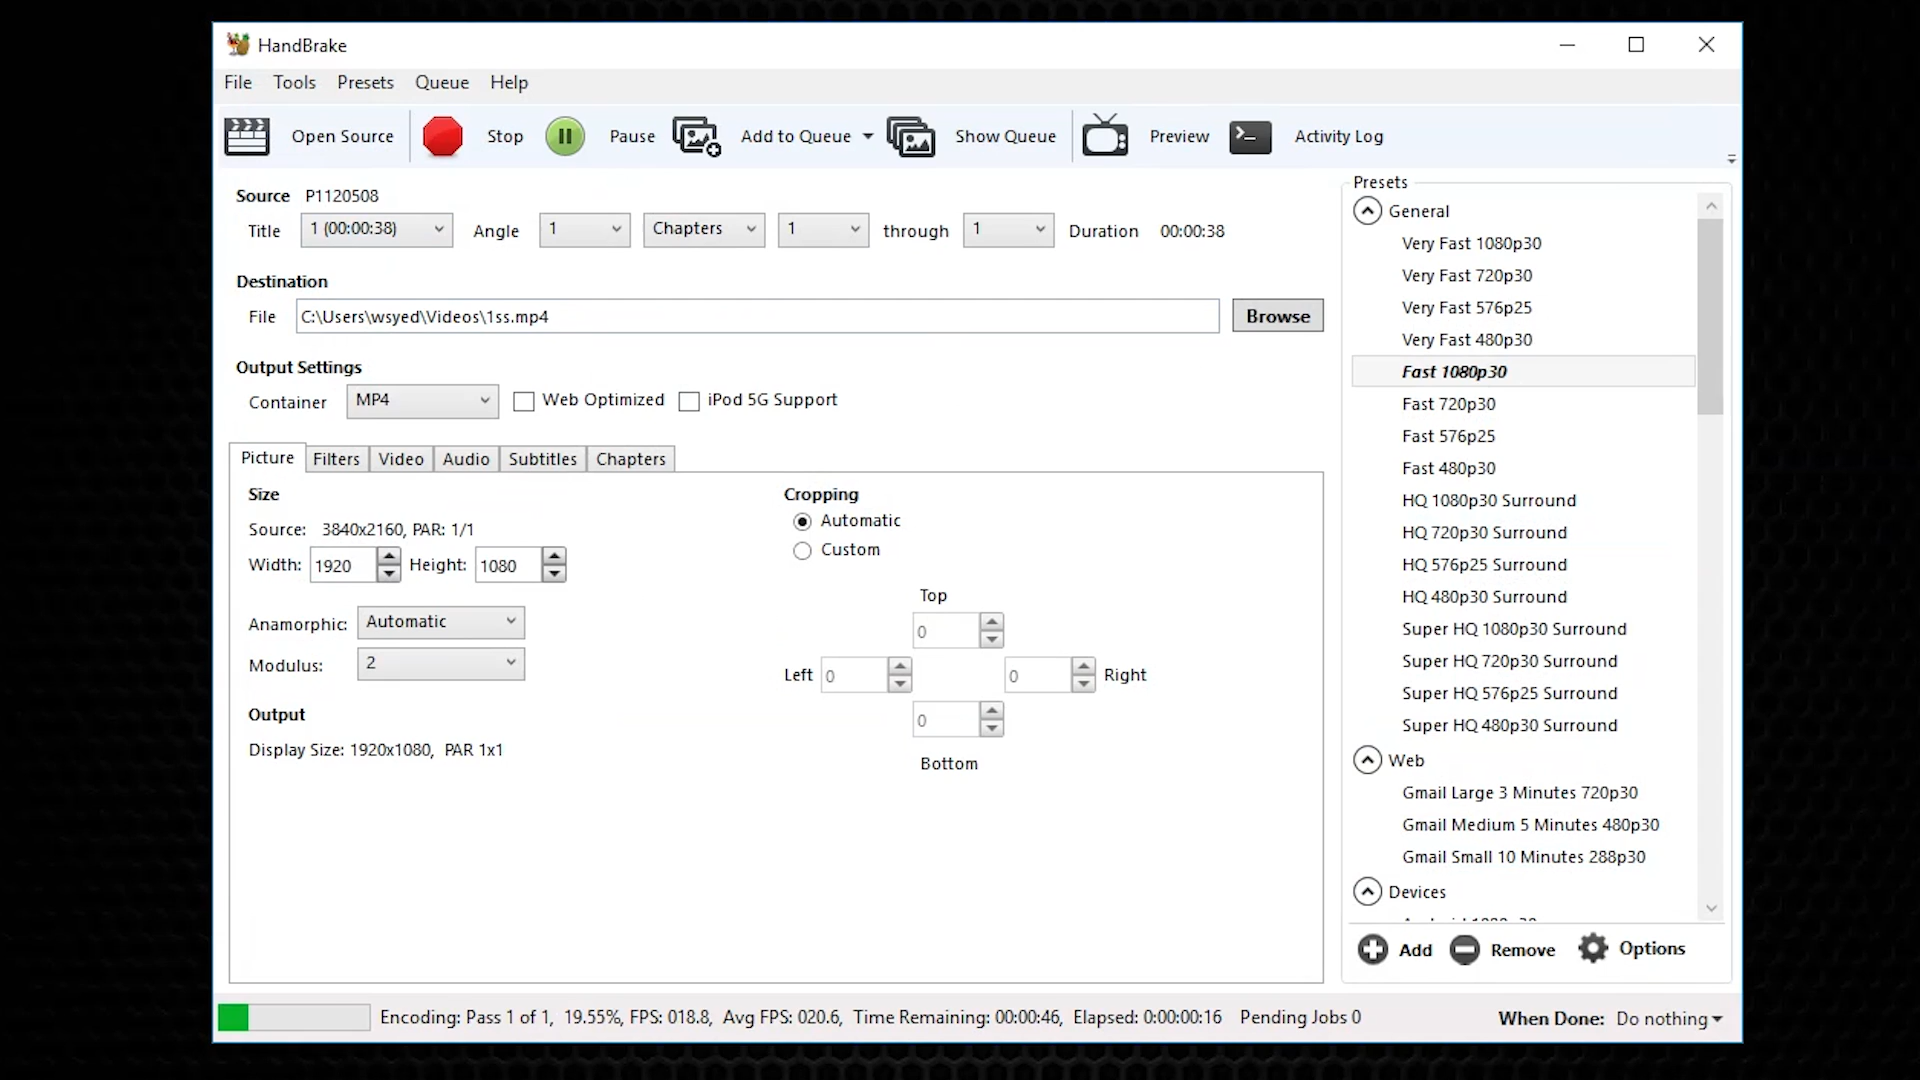 HandBrake
File Tools Presets Queue Help
Open Source Stop Pause Add to Queue Show Queue Preview Activity Log
Source P1120508
Title 1 (00:00:38) Angle 1 Chapters 1 through 1 Duration 00:00:38
Destination
File C:\Users\wsyed\Videos\1ss.mp4 Browse
Output Settings
Container MP4 Web Optimized iPod 5G Support
Picture Filters Video Audio Subtitles Chapters
Size
Source: 3840x2160, PAR: 1/1
Width: 1920 Height: 1080
Anamorphic: Automatic
Modulus: 2
Output
Display Size: 1920x1080, PAR 1x1
Cropping
Automatic
Custom
Top
0
Left 0 0 Right
0
Bottom
Presets
General
Very Fast 1080p30
Very Fast 720p30
Very Fast 576p25
Very Fast 480p30
Fast 1080p30
Fast 720p30
Fast 576p25
Fast 480p30
HQ 1080p30 Surround
HQ 720p30 Surround
HQ 576p25 Surround
HQ 480p30 Surround
Super HQ 1080p30 Surround
Super HQ 720p30 Surround
Super HQ 576p25 Surround
Super HQ 480p30 Surround
Web
Gmail Large 3 Minutes 720p30
Gmail Medium 5 Minutes 480p30
Gmail Small 10 Minutes 288p30
Devices
Add Remove Options
Encoding: Pass 1 of 1, 19.55%, FPS: 018.8, Avg FPS: 020.6, Time Remaining: 00:00:46, Elapsed: 0:00:00:16 Pending Jobs 0
When Done: Do nothing